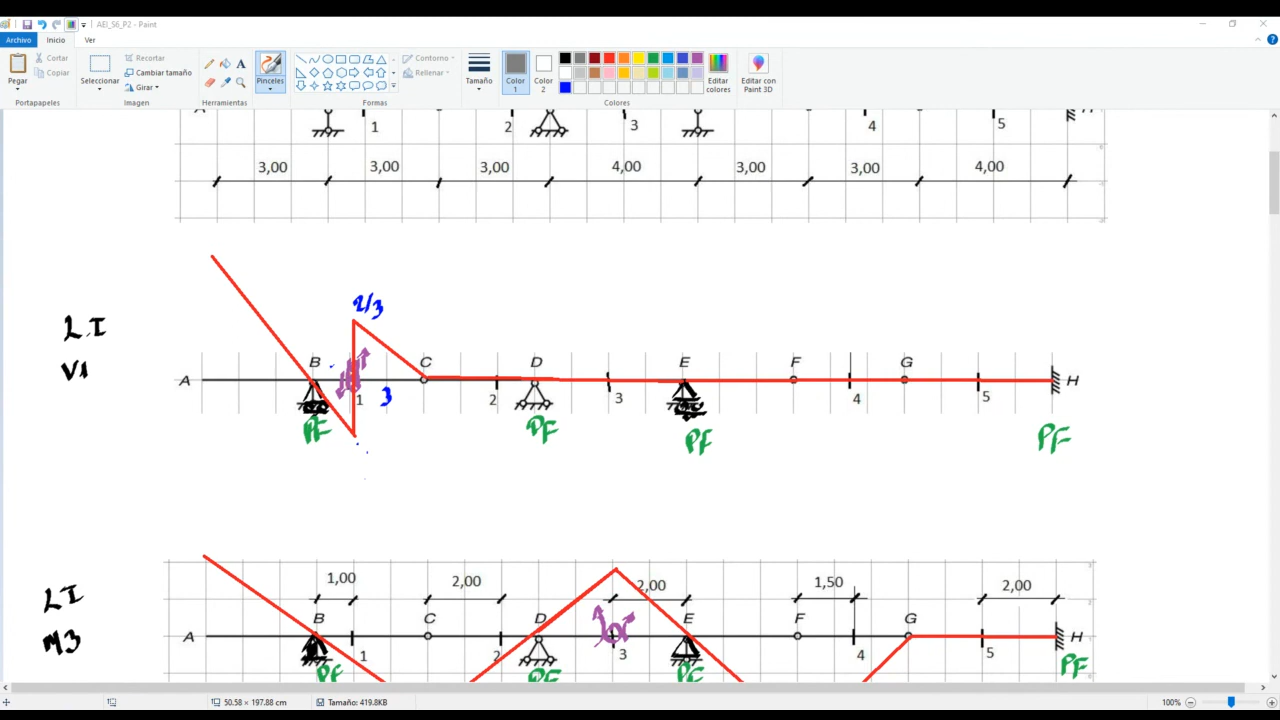 AEI_S6_P2 - Paint
Archivo Inicio Ver
Pegar
Cortar
Copiar
Portapapeles
Seleccionar
Recortar
Cambiar tamaño
Girar
Imagen
A
Herramientas
Pinceles
Contorno
Rellenar
Formas
Tamaño
Color 1
Color 2
Editar colores
Editar con Paint 3D
Colores
1 2 3 4 5
3,00 3,00 3,00 4,00 3,00 3,00 4,00
LI
V1
2/3
A B C D E F G H
1 3 2 3 4 5
PF PF PF PF
LI
M3
1,00 2,00 2,00 1,50 2,00
A B C D E F G H
1 2 3 4 5
PF PF PF PF
50.58 × 197.88 cm
Tamaño: 419.8KB
100%